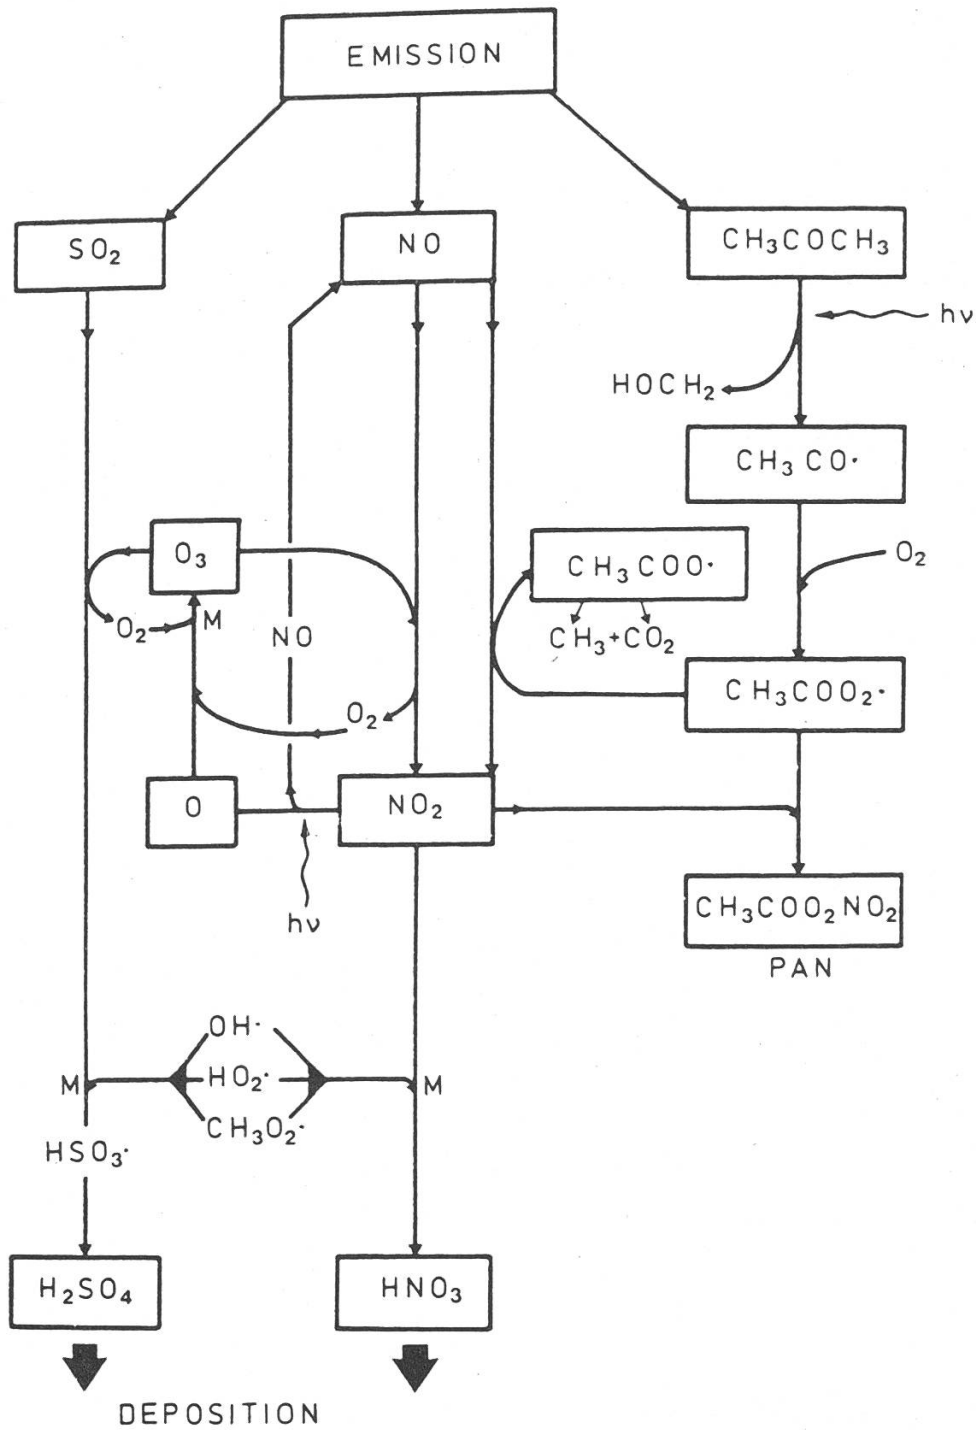 EMISSION
SO₂
NO
CH₃COCH₃
hν
HOCH₂
CH₃CO·
O₃
O₂
CH₃COO·
O₂
M
NO
CH₃+CO₂
CH₃COO₂·
O₂
O
NO₂
hν
CH₃COO₂NO₂
PAN
OH·
M
HO₂·
M
CH₃O₂·
HSO₃·
H₂SO₄
HNO₃
DEPOSITION